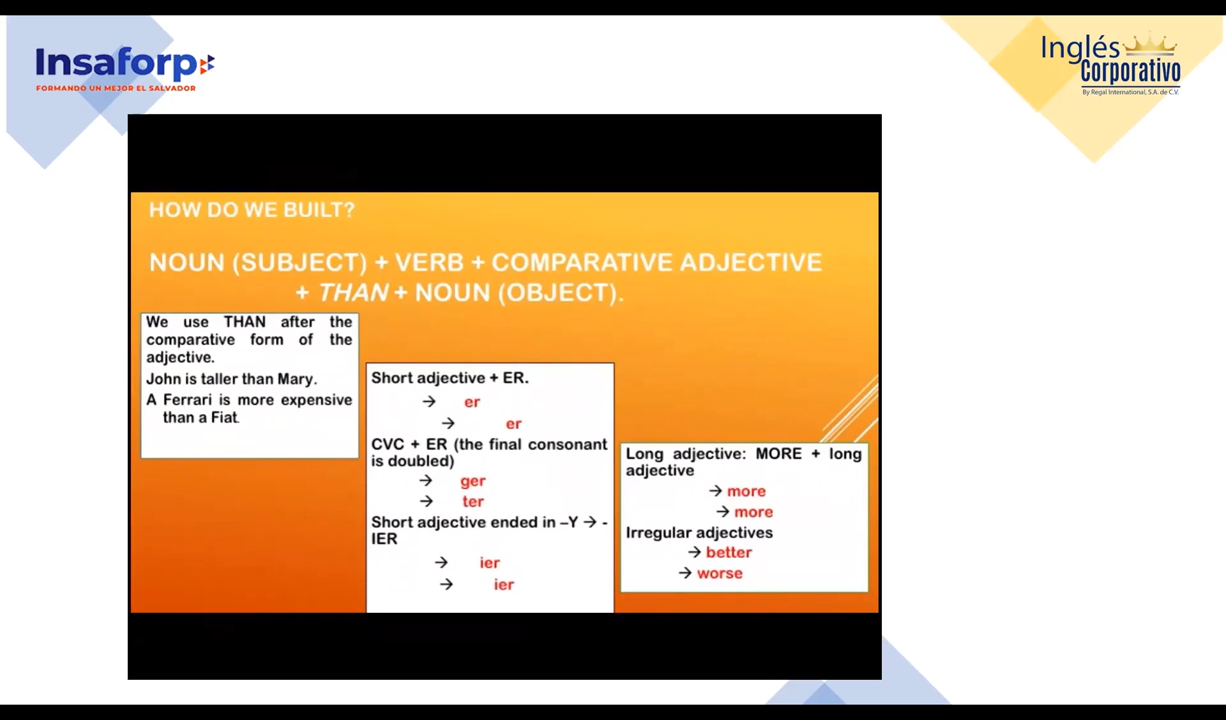 Insaforp
FORMANDO UN MEJOR EL SALVADOR
Inglés
Corporativo
By Regal International, S.A. de C.V.
HOW DO WE BUILT?
NOUN (SUBJECT) + VERB + COMPARATIVE ADJECTIVE
+ THAN + NOUN (OBJECT).
We use THAN after the
comparative form of the
adjective.
John is taller than Mary.
A Ferrari is more expensive
than a Fiat.
Short adjective + ER.
→ er
→ er
CVC + ER (the final consonant
is doubled)
→ ger
→ ter
Short adjective ended in –Y → -
IER
→ ier
→ ier
Long adjective: MORE + long
adjective
→ more
→ more
Irregular adjectives
→ better
→ worse